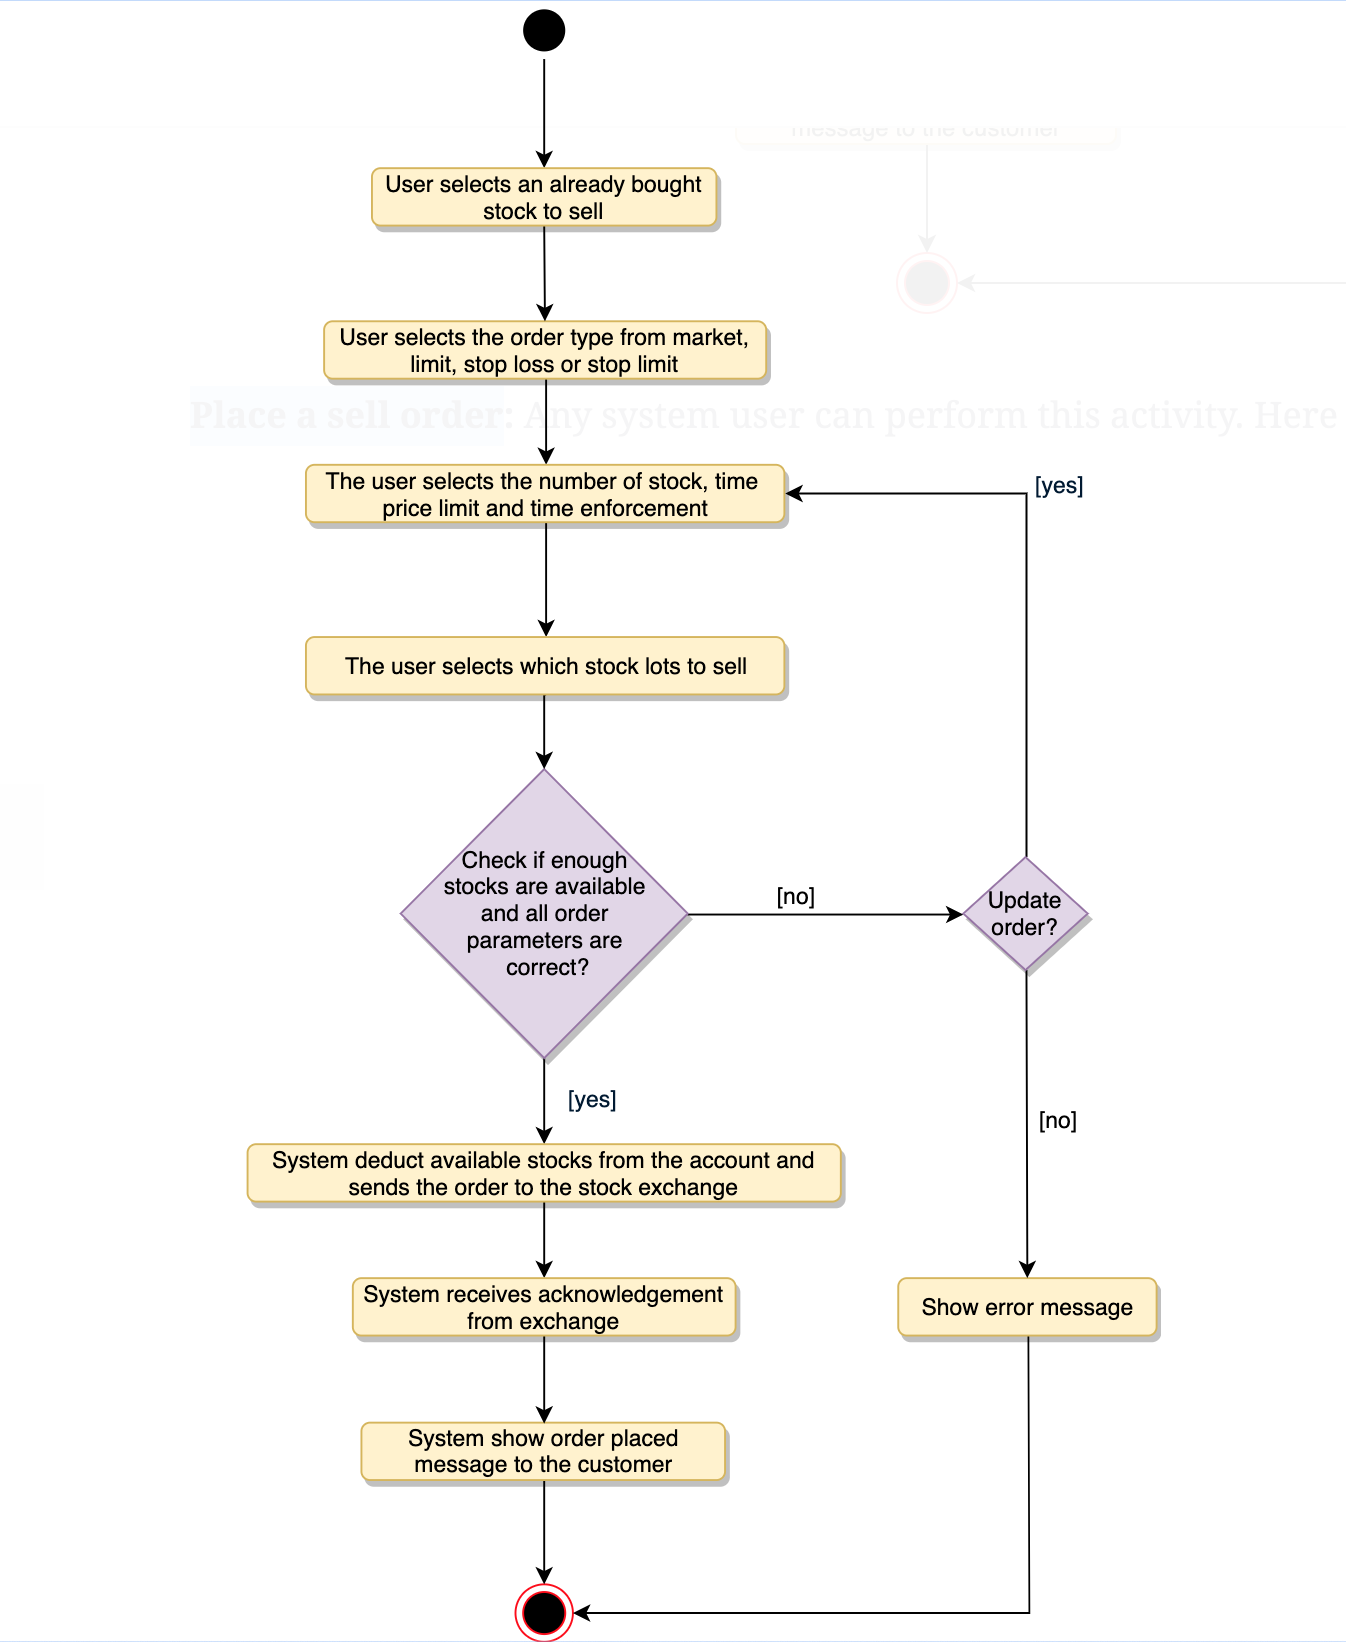 message to the customer
User selects an already bought
stock to sell
User selects the order type from market,
limit, stop loss or stop limit
Place a sell order: Any system user can perform this activity. Here
The user selects the number of stock, time
price limit and time enforcement
[yes]
The user selects which stock lots to sell
Check if enough
stocks are available
and all order
parameters are
correct?
[no]
Update
order?
[yes]
[no]
System deduct available stocks from the account and
sends the order to the stock exchange
System receives acknowledgement
from exchange
Show error message
System show order placed
message to the customer